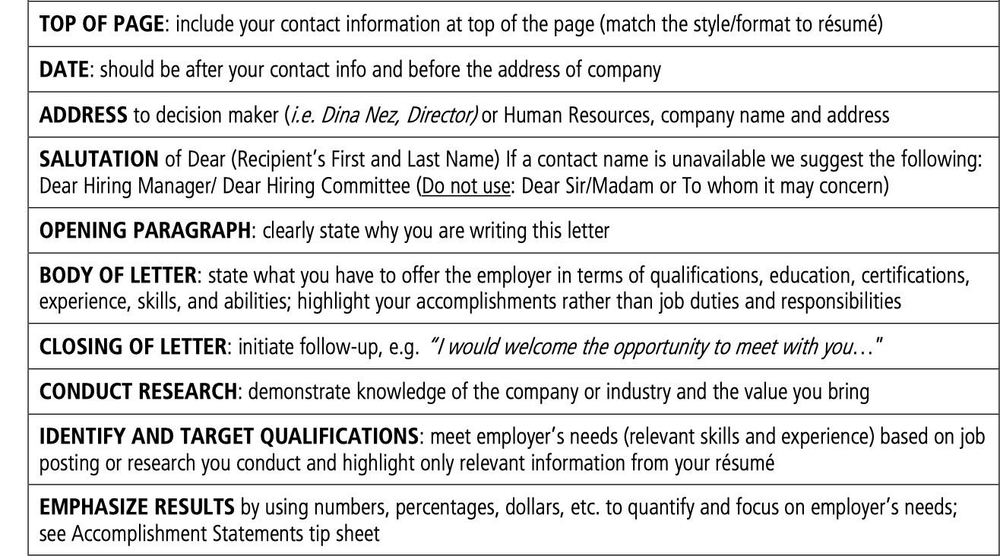 TOP OF PAGE: include your contact information at top of the page (match the style/format to résumé)
DATE: should be after your contact info and before the address of company
ADDRESS to decision maker (i.e. Dina Nez, Director) or Human Resources, company name and address
SALUTATION of Dear (Recipient's First and Last Name) If a contact name is unavailable we suggest the following:
Dear Hiring Manager/ Dear Hiring Committee (Do not use: Dear Sir/Madam or To whom it may concern)
OPENING PARAGRAPH: clearly state why you are writing this letter
BODY OF LETTER: state what you have to offer the employer in terms of qualifications, education, certifications,
experience, skills, and abilities; highlight your accomplishments rather than job duties and responsibilities
CLOSING OF LETTER: initiate follow-up, e.g. "I would welcome the opportunity to meet with you…"
CONDUCT RESEARCH: demonstrate knowledge of the company or industry and the value you bring
IDENTIFY AND TARGET QUALIFICATIONS: meet employer's needs (relevant skills and experience) based on job
posting or research you conduct and highlight only relevant information from your résumé
EMPHASIZE RESULTS by using numbers, percentages, dollars, etc. to quantify and focus on employer's needs;
see Accomplishment Statements tip sheet